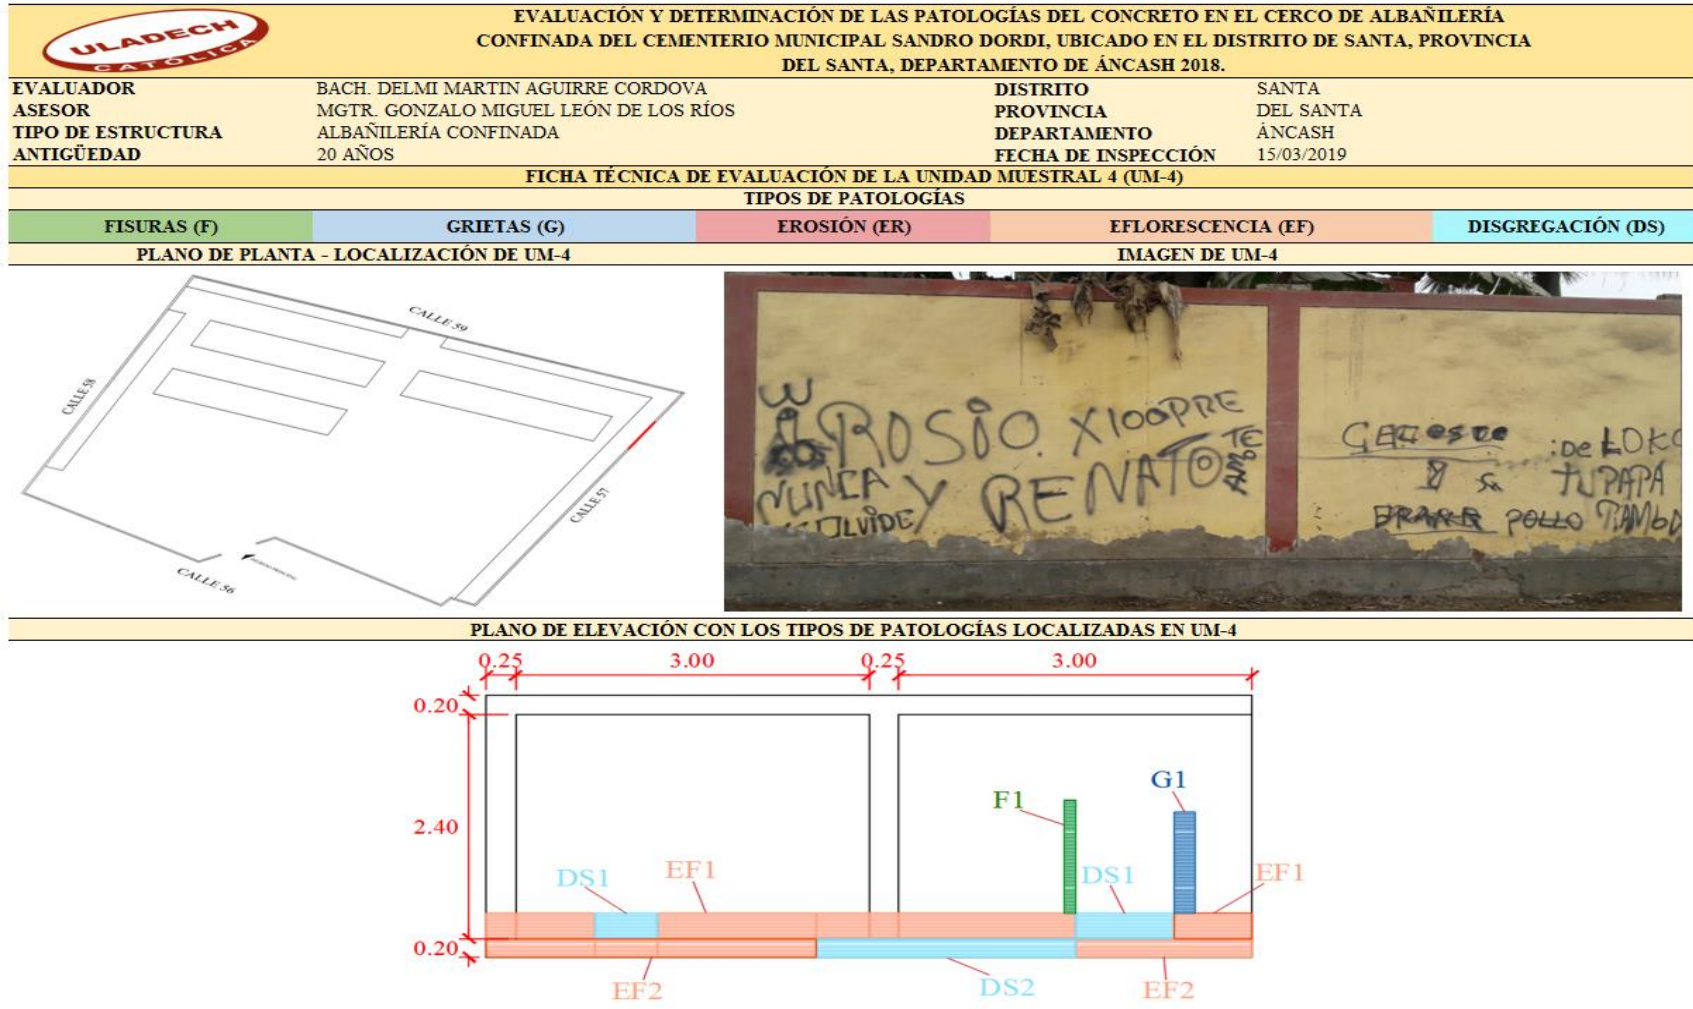 ULADECH
CATÓLICA
EVALUACIÓN Y DETERMINACIÓN DE LAS PATOLOGÍAS DEL CONCRETO EN EL CERCO DE ALBAÑILERÍA
CONFINADA DEL CEMENTERIO MUNICIPAL SANDRO DORDI, UBICADO EN EL DISTRITO DE SANTA, PROVINCIA
DEL SANTA, DEPARTAMENTO DE ÁNCASH 2018.
EVALUADOR BACH. DELMI MARTIN AGUIRRE CORDOVA DISTRITO SANTA
ASESOR MGTR. GONZALO MIGUEL LEÓN DE LOS RÍOS PROVINCIA DEL SANTA
TIPO DE ESTRUCTURA ALBAÑILERÍA CONFINADA DEPARTAMENTO ÁNCASH
ANTIGÜEDAD 20 AÑOS FECHA DE INSPECCIÓN 15/03/2019
FICHA TÉCNICA DE EVALUACIÓN DE LA UNIDAD MUESTRAL 4 (UM-4)
TIPOS DE PATOLOGÍAS
FISURAS (F) GRIETAS (G) EROSIÓN (ER) EFLORESCENCIA (EF) DISGREGACIÓN (DS)
PLANO DE PLANTA - LOCALIZACIÓN DE UM-4 IMAGEN DE UM-4
CALLE 59
CALLE 58
CALLE 57
CALLE 56
ROSIO. X100PRE
NUNCA Y RENATO
OLVIDE
AMBTE
:De LOKO
TUPAPA
POLLO TAMBO
PLANO DE ELEVACIÓN CON LOS TIPOS DE PATOLOGÍAS LOCALIZADAS EN UM-4
0.25 3.00 0.25 3.00
0.20
G1
F1
2.40
DS1 EF1 DS1 EF1
0.20
EF2 DS2 EF2